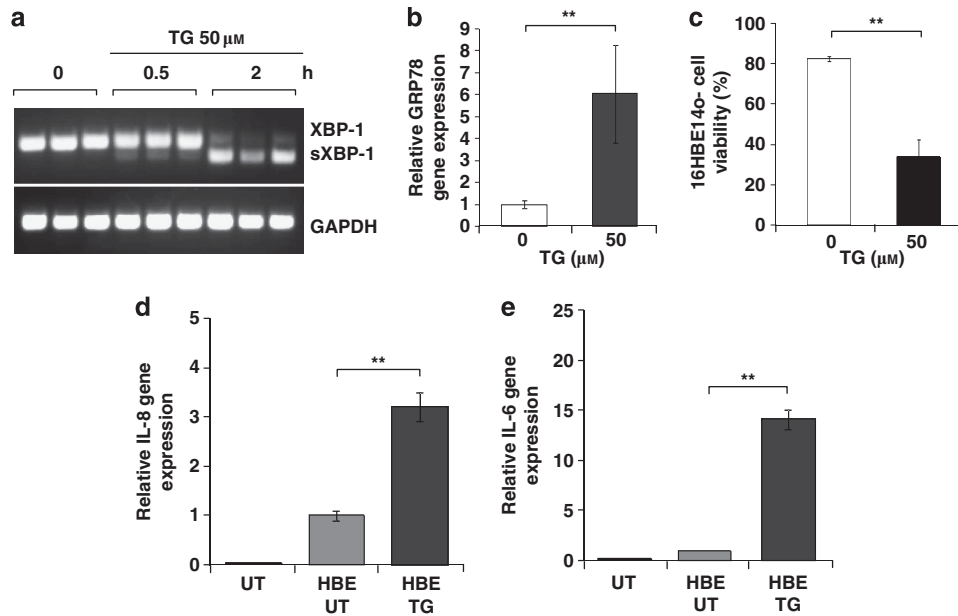 a
TG 50 μM
0 0.5 2 h
XBP-1
sXBP-1
GAPDH
b
Relative GRP78
gene expression
9
8
7
6
5
4
3
2
1
0
**
0 50
TG (μM)
c
16HBE14o- cell
viability (%)
100
80
60
40
20
0
**
0 50
TG (μM)
d
Relative IL-8 gene
expression
5
4
3
2
1
0
**
UT HBE HBE
UT TG
e
Relative IL-6 gene
expression
25
20
15
10
5
0
**
UT HBE HBE
UT TG